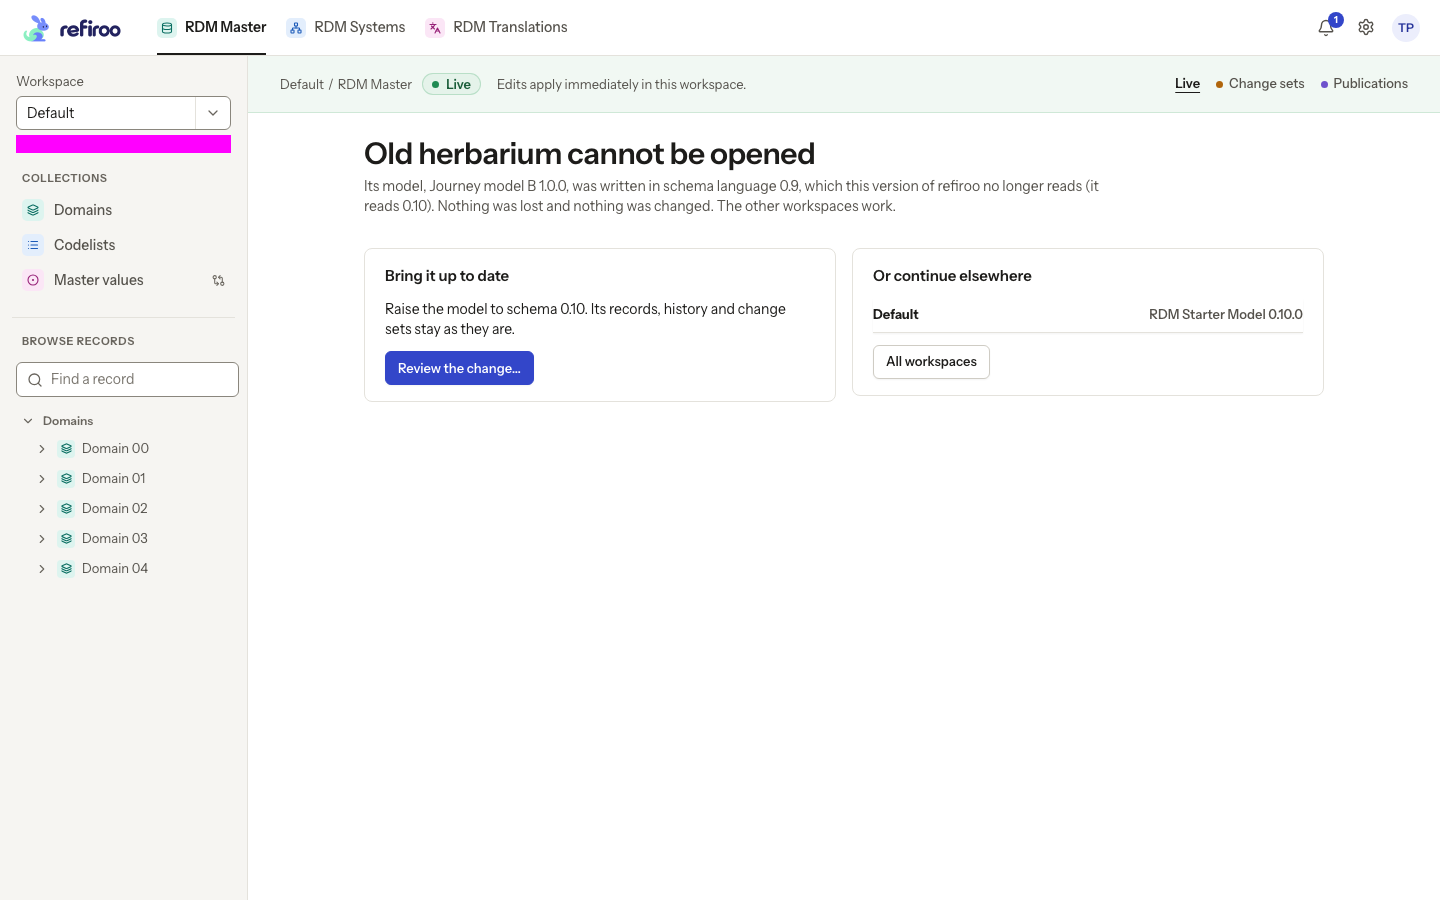 refiroo
RDM Master
RDM Systems
RDM Translations
1
TP
Workspace
Default
COLLECTIONS
Domains
Codelists
Master values
BROWSE RECORDS
Find a record
Domains
Domain 00
Domain 01
Domain 02
Domain 03
Domain 04
Default / RDM Master
Live
Edits apply immediately in this workspace.
Live
Change sets
Publications
Old herbarium cannot be opened
Its model, Journey model B 1.0.0, was written in schema language 0.9, which this version of refiroo no longer reads (it
reads 0.10). Nothing was lost and nothing was changed. The other workspaces work.
Bring it up to date
Raise the model to schema 0.10. Its records, history and change
sets stay as they are.
Review the change...
Or continue elsewhere
Default
RDM Starter Model 0.10.0
All workspaces